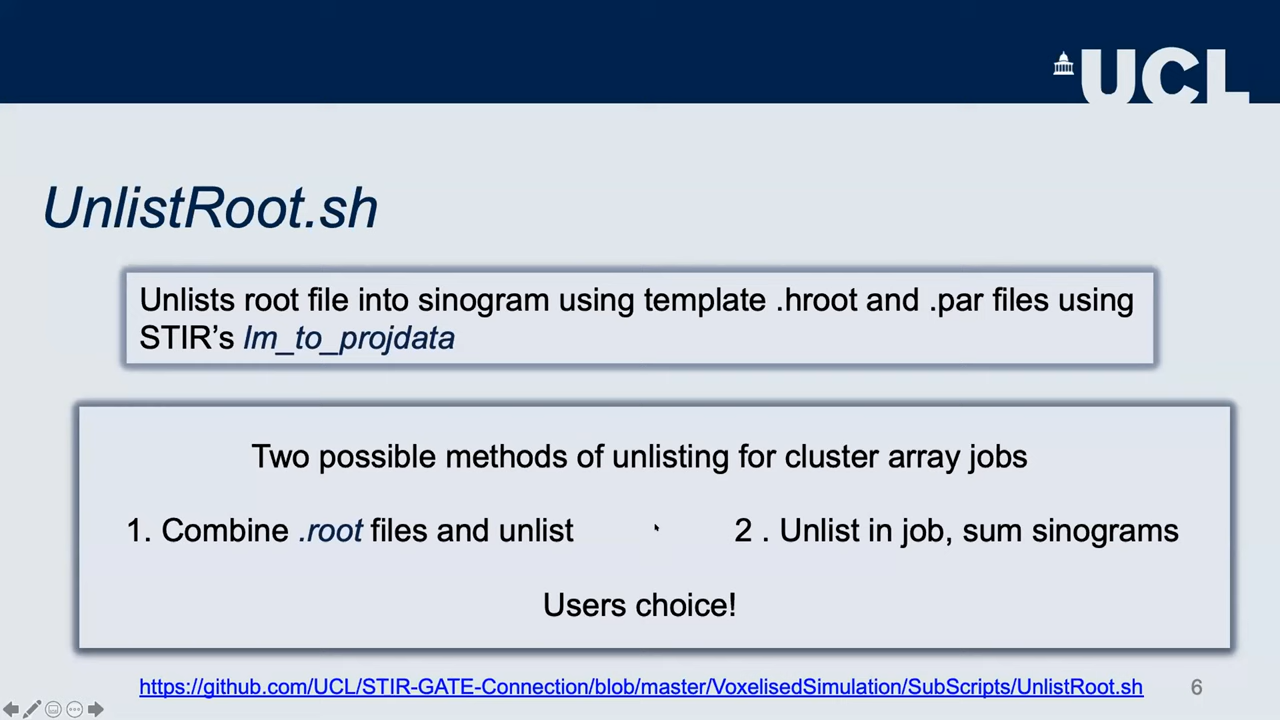 UCL
UnlistRoot.sh
Unlists root file into sinogram using template .hroot and .par files using
STIR’s lm_to_projdata
Two possible methods of unlisting for cluster array jobs
1. Combine .root files and unlist
2 . Unlist in job, sum sinograms
Users choice!
https://github.com/UCL/STIR-GATE-Connection/blob/master/VoxelisedSimulation/SubScripts/UnlistRoot.sh
6